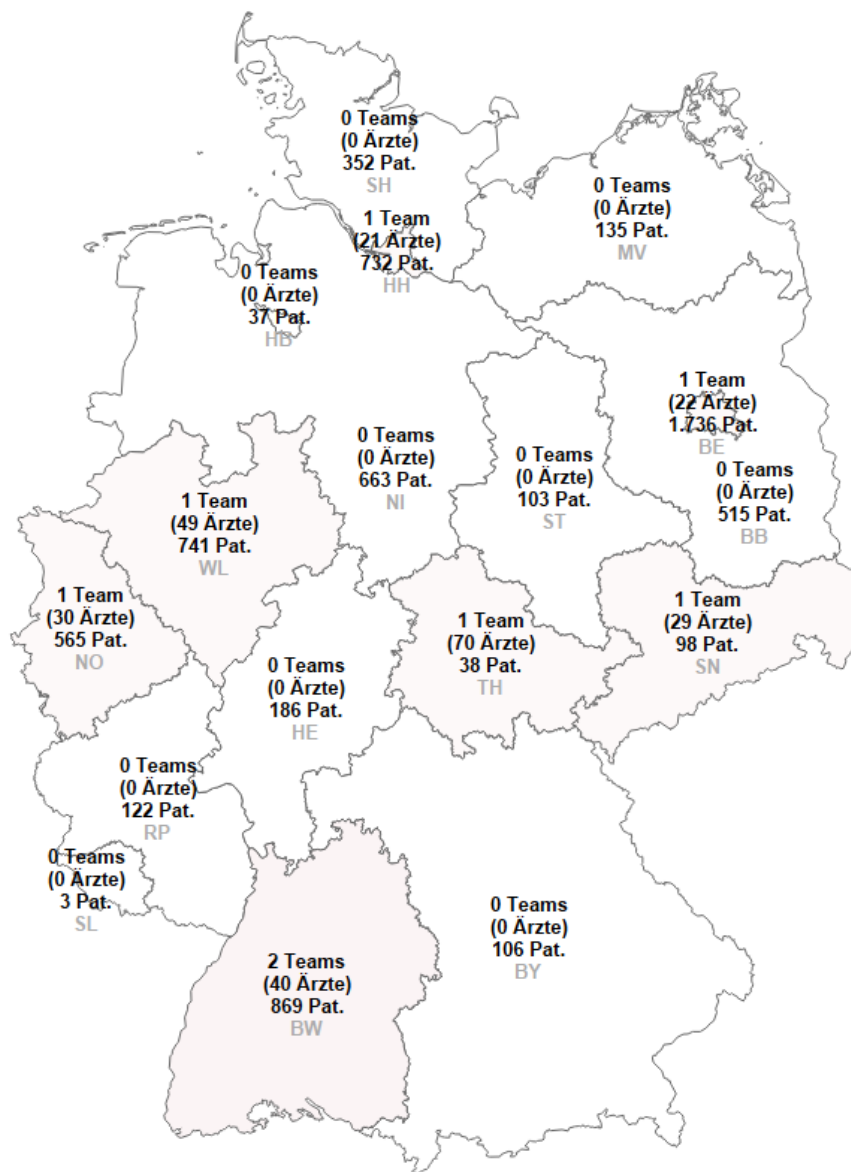 0 Teams
(0 Ärzte)
352 Pat.
SH
0 Teams
(0 Ärzte)
135 Pat.
MV
1 Team
(21 Ärzte)
732 Pat.
HH
0 Teams
(0 Ärzte)
37 Pat.
HB
1 Team
(22 Ärzte)
1.736 Pat.
BE
0 Teams
(0 Ärzte)
663 Pat.
NI
0 Teams
(0 Ärzte)
103 Pat.
ST
0 Teams
(0 Ärzte)
515 Pat.
BB
1 Team
(49 Ärzte)
741 Pat.
WL
1 Team
(30 Ärzte)
565 Pat.
NO
1 Team
(70 Ärzte)
38 Pat.
TH
1 Team
(29 Ärzte)
98 Pat.
SN
0 Teams
(0 Ärzte)
186 Pat.
HE
0 Teams
(0 Ärzte)
122 Pat.
RP
0 Teams
(0 Ärzte)
3 Pat.
SL
0 Teams
(0 Ärzte)
106 Pat.
BY
2 Teams
(40 Ärzte)
869 Pat.
BW